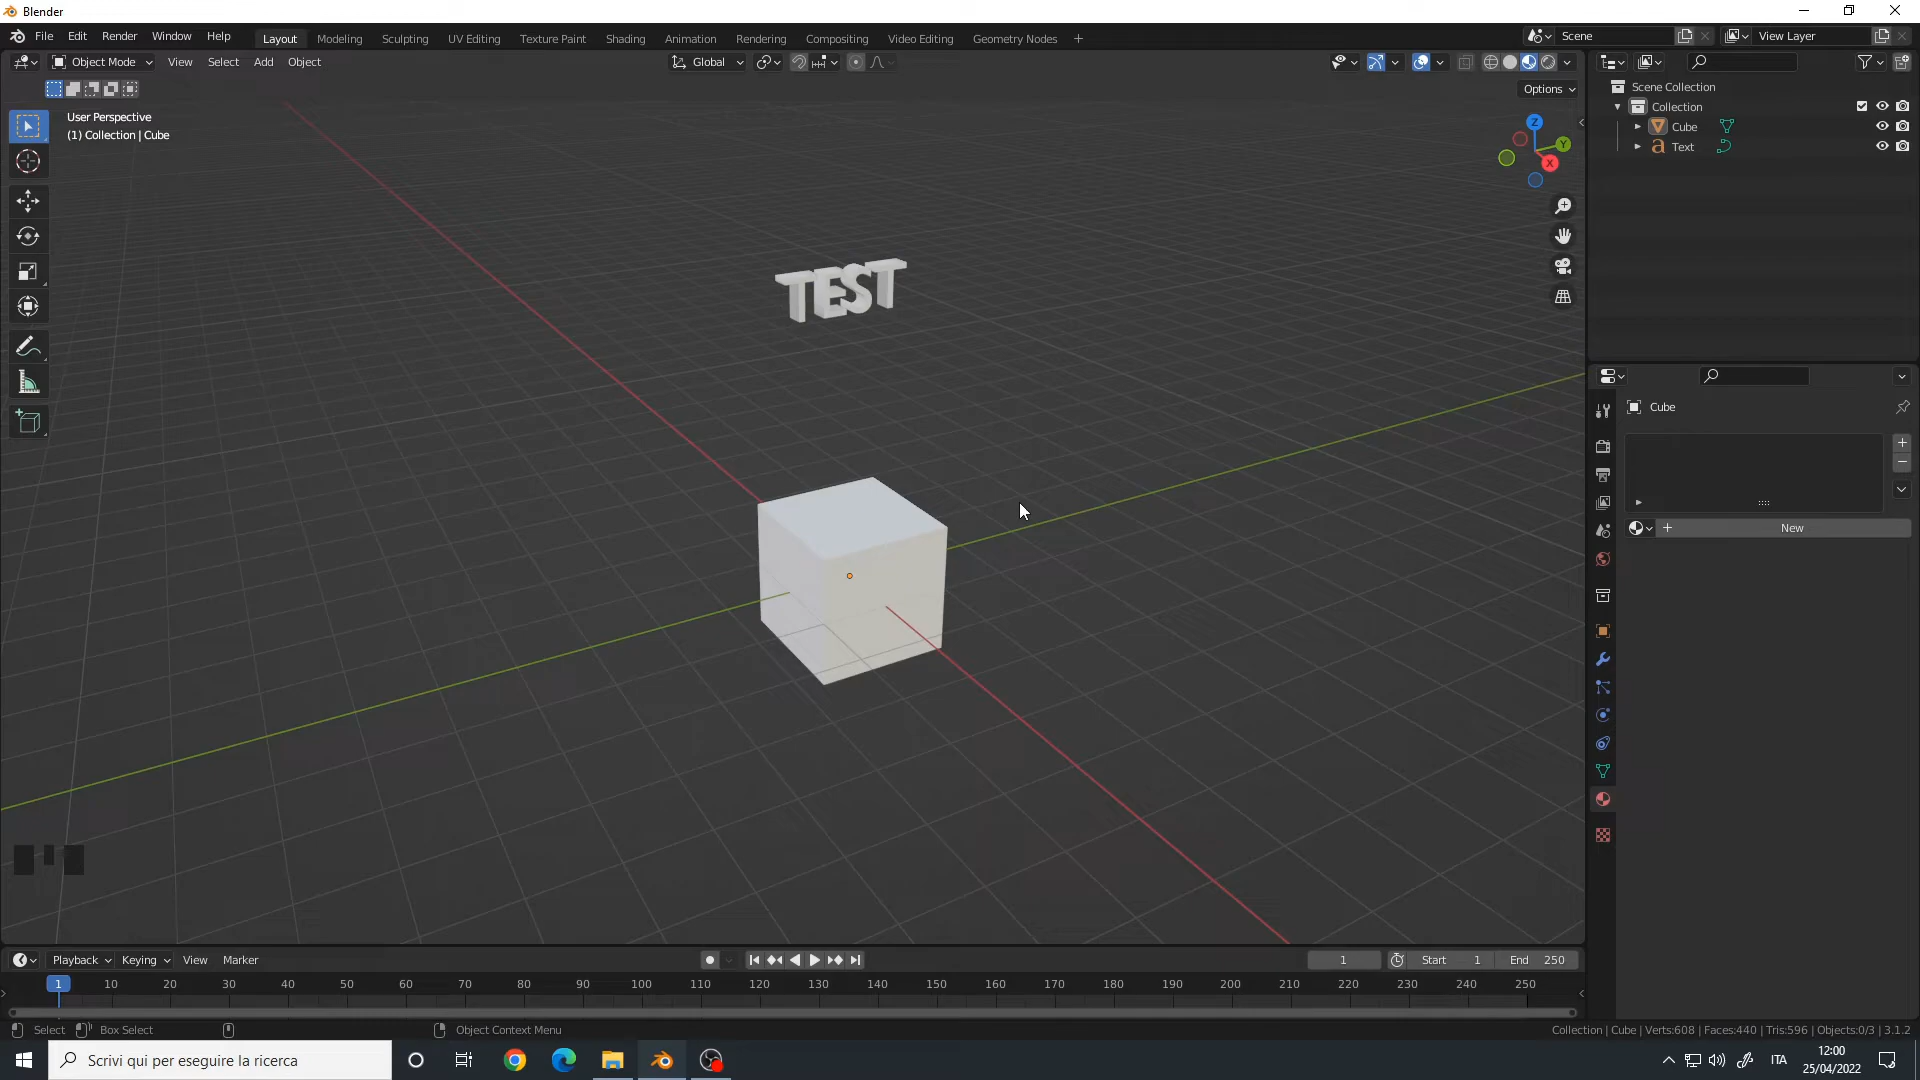 Blender
File Edit Render Window Help Layout Modeling Sculpting UV Editing Texture Paint Shading Animation Rendering Compositing Video Editing Geometry Nodes + Scene View Layer
Object Mode View Select Add Object Global
Options
User Perspective
(1) Collection | Cube
Z
Y
X
TEST
Scene Collection
Collection
Cube
Text
Cube
New
Playback Keying View Marker 1 Start 1 End 250
1 10 20 30 40 50 60 70 80 90 100 110 120 130 140 150 160 170 180 190 200 210 220 230 240 250
Select Box Select Object Context Menu Collection | Cube | Verts:608 | Faces:440 | Tris:596 | Objects:0/3 | 3.1.2
Scrivi qui per eseguire la ricerca
ITA
12:00
25/04/2022